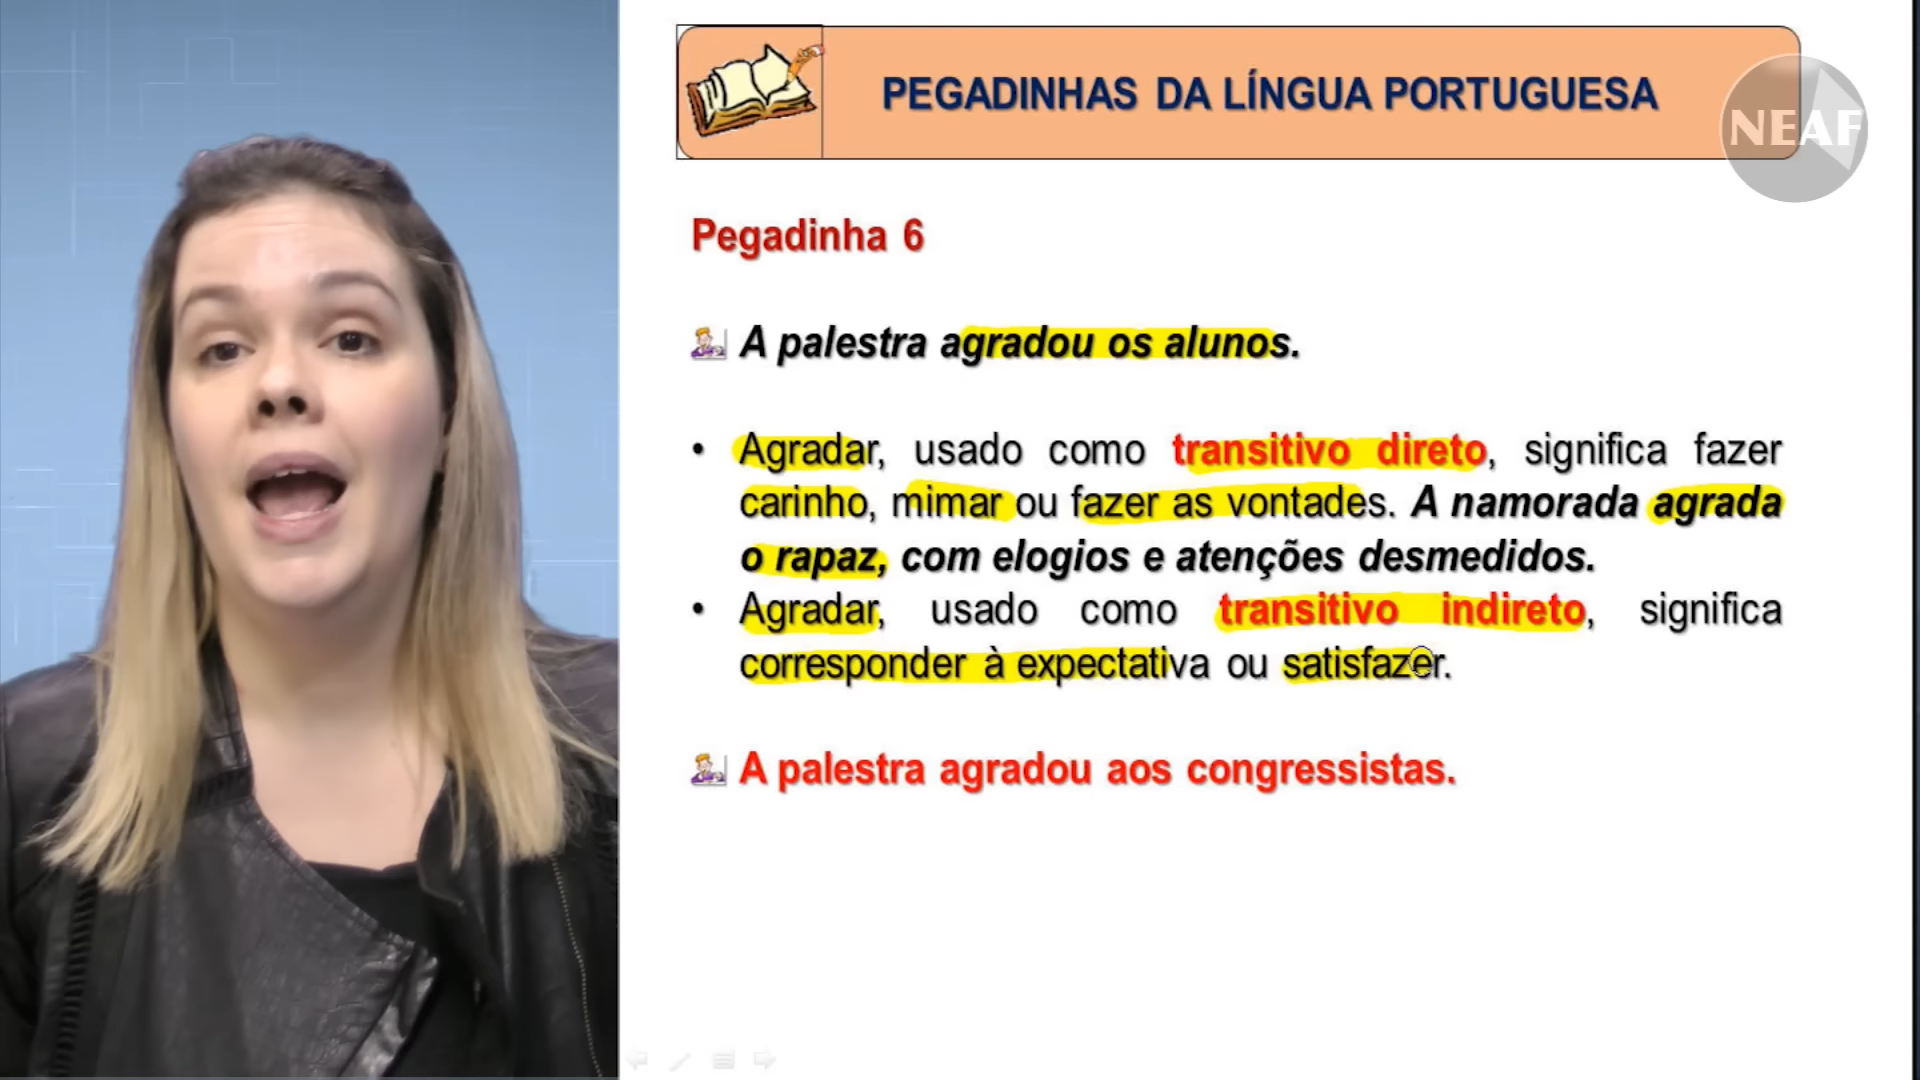 PEGADINHAS DA LÍNGUA PORTUGUESA
NEAF
Pegadinha 6
A palestra agradou os alunos.
• Agradar, usado como transitivo direto, significa fazer
carinho, mimar ou fazer as vontades. A namorada agrada
o rapaz, com elogios e atenções desmedidos.
• Agradar, usado como transitivo indireto, significa
corresponder à expectativa ou satisfazer.
A palestra agradou aos congressistas.